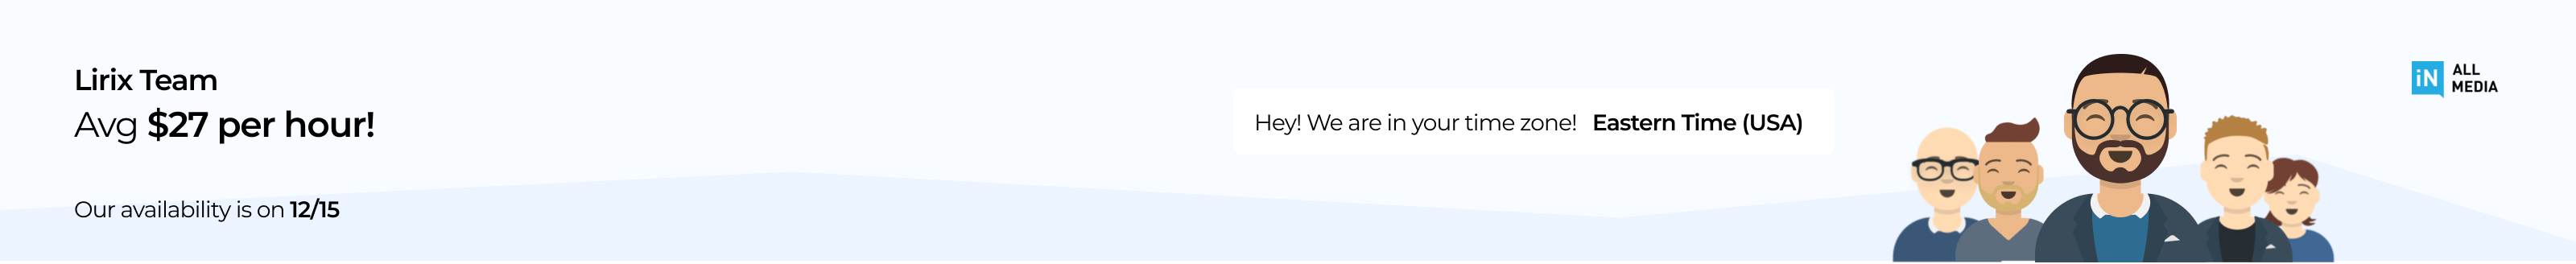 Lirix Team
Avg $27 per hour!
Our availability is on 12/15
Hey! We are in your time zone! Eastern Time (USA)
iN ALL
MEDIA